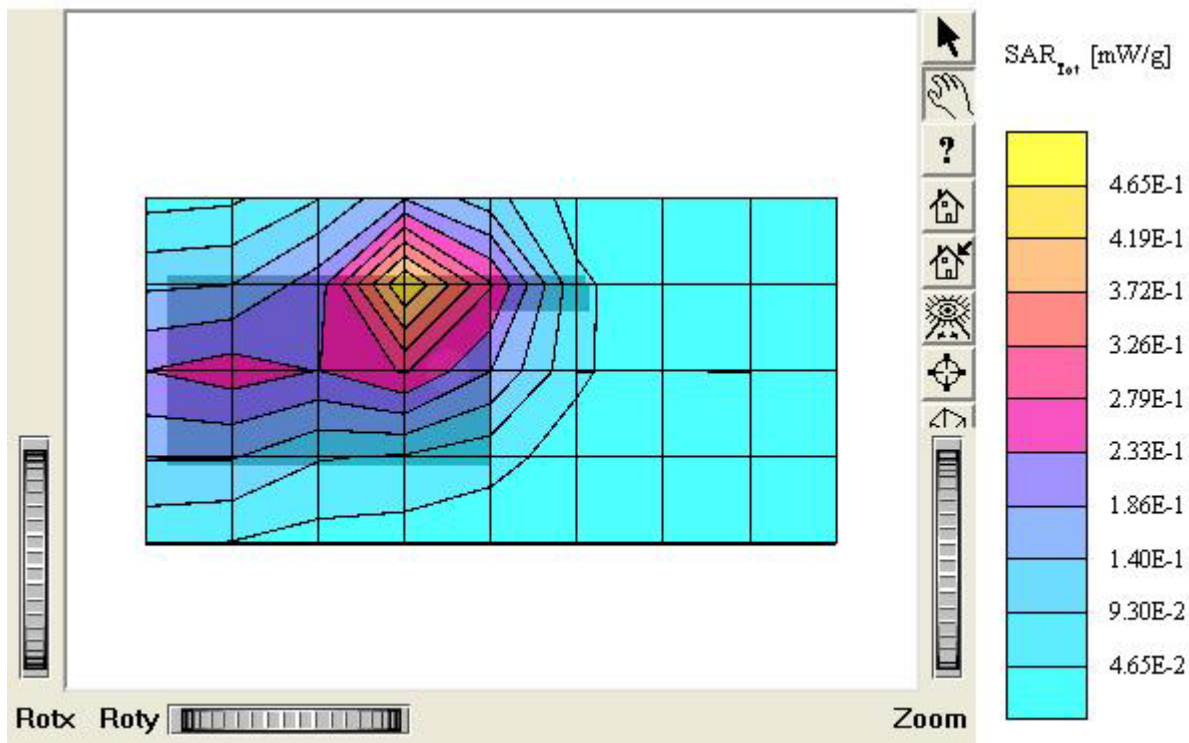 SAR_Tot [mW/g]
?
4.65E-1
4.19E-1
3.72E-1
3.26E-1
2.79E-1
2.33E-1
1.86E-1
1.40E-1
9.30E-2
4.65E-2
Rotx Roty Zoom